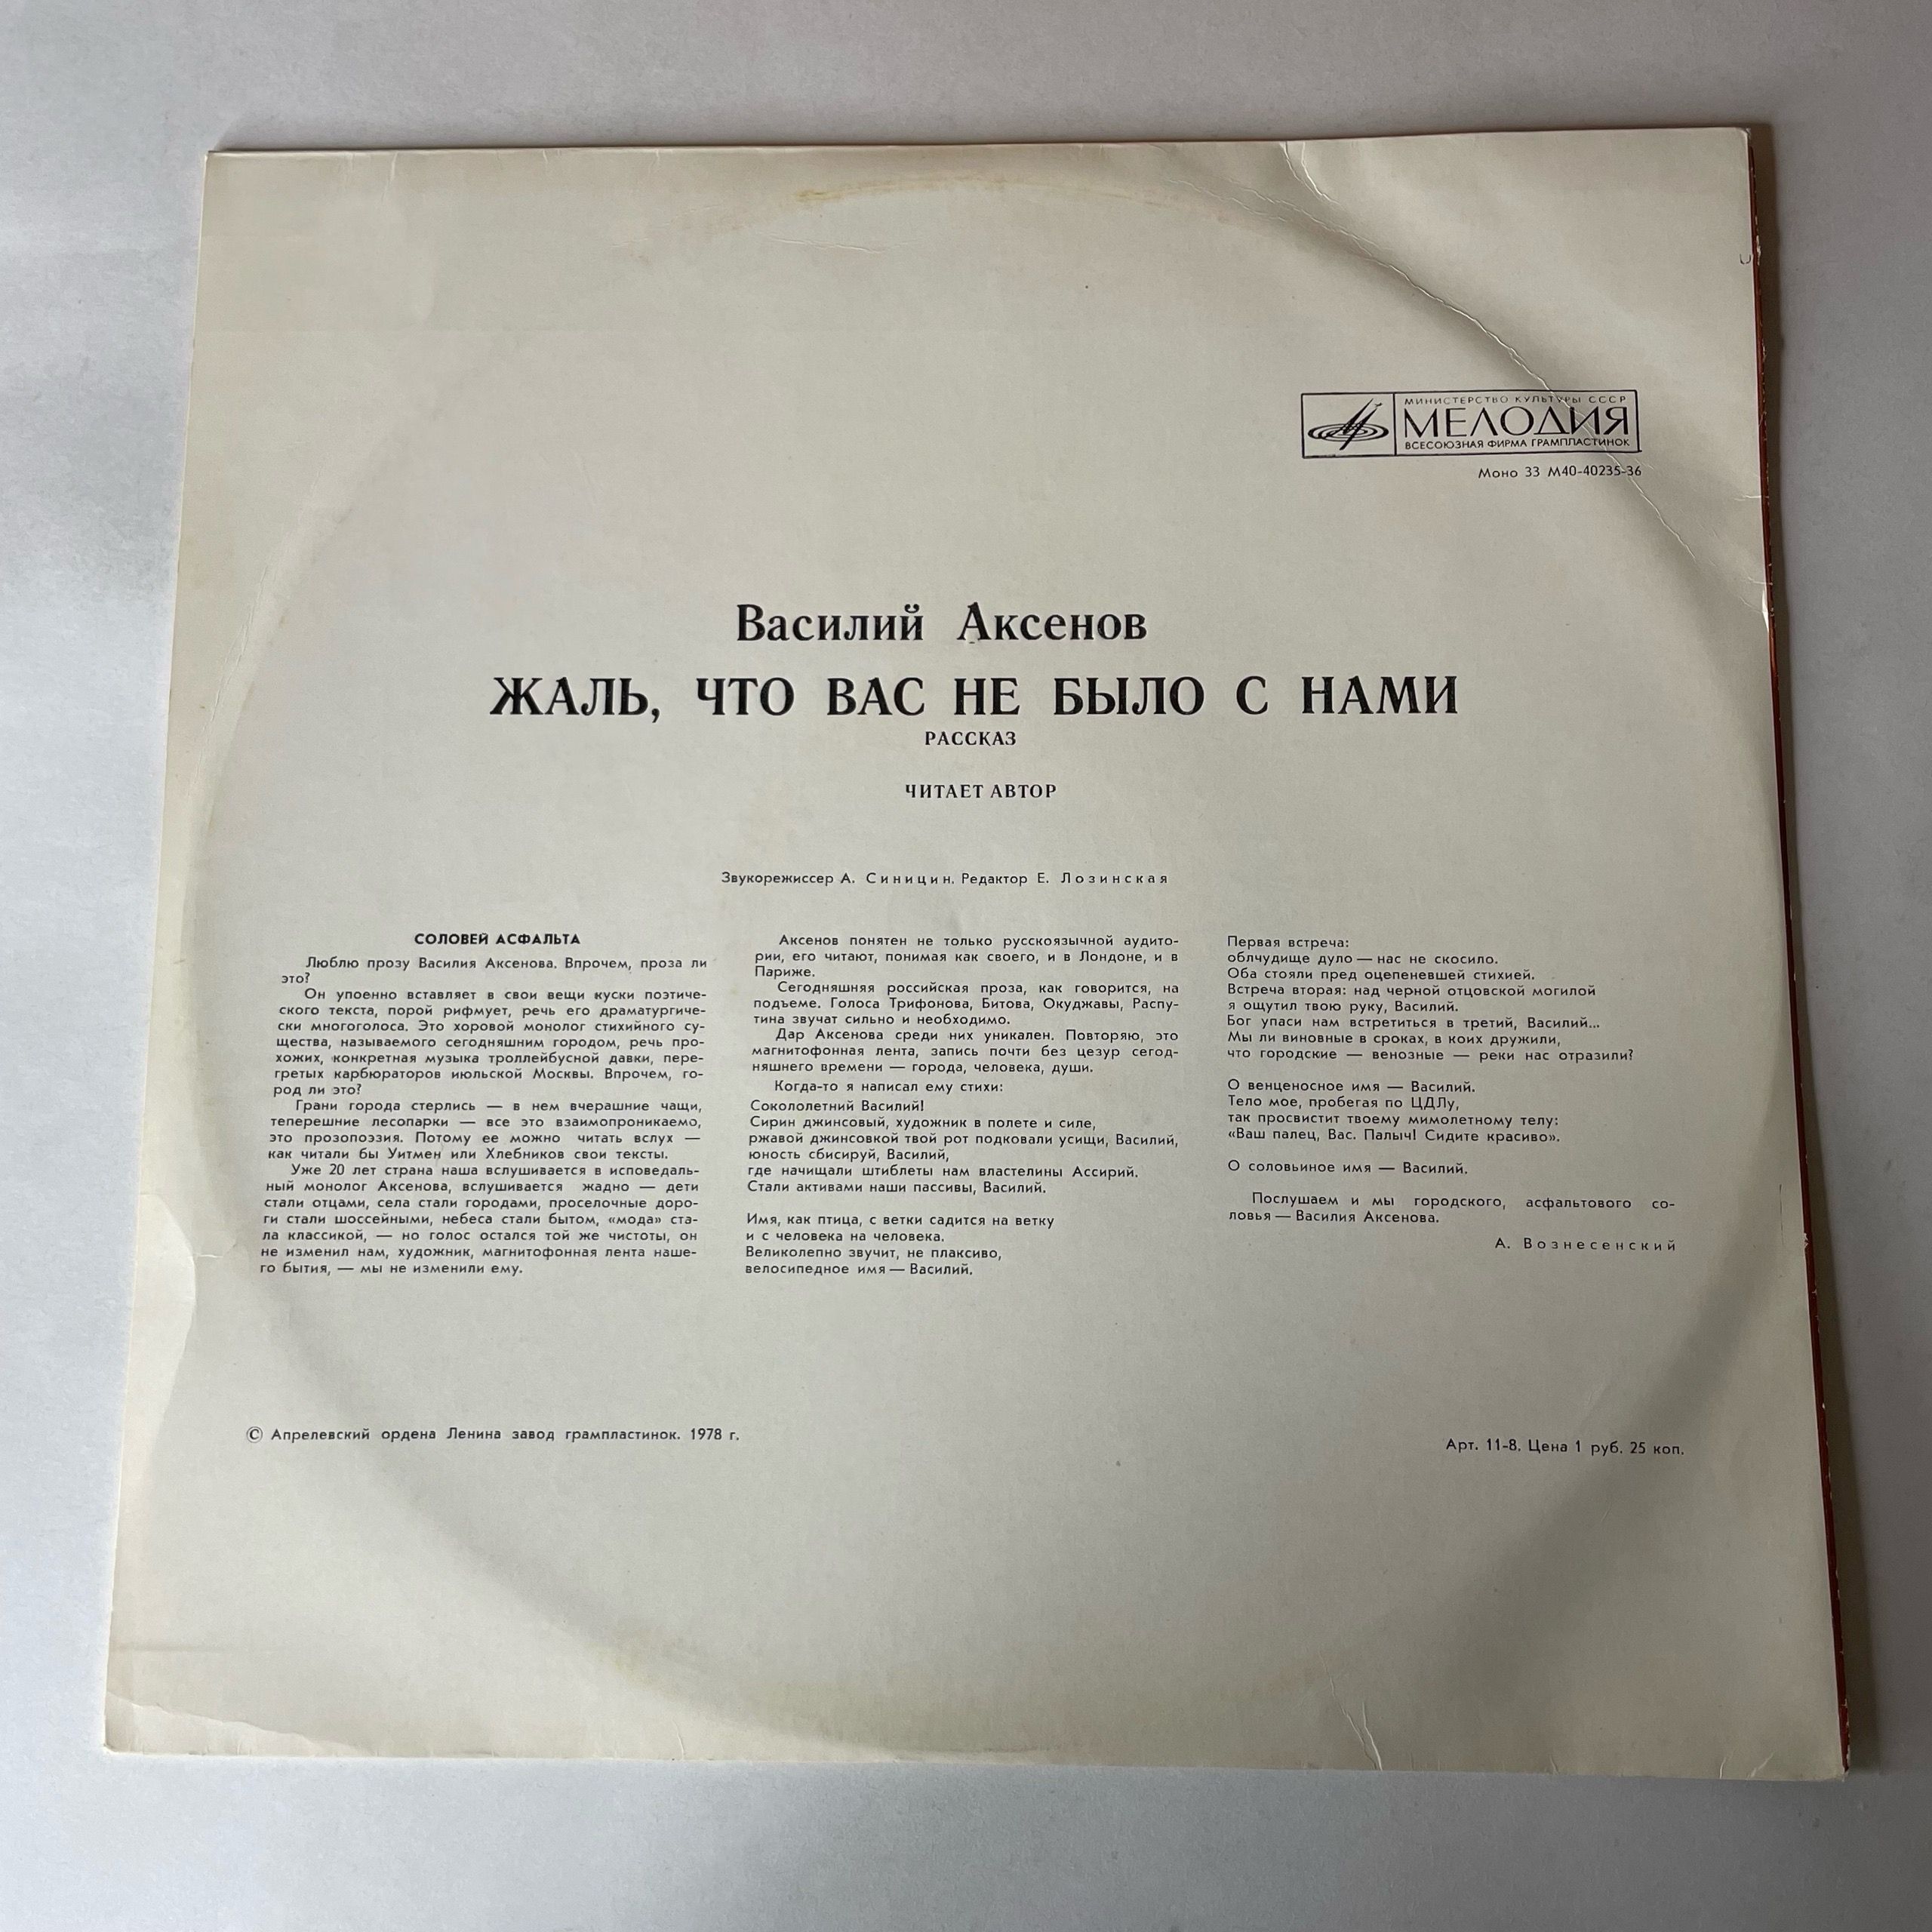 МИНИСТЕРСТВО КУЛЬТУРЫ СССР
МЕЛОДИЯ
ВСЕСОЮЗНАЯ ФИРМА ГРАМПЛАСТИНОК
Моно 33 М40-40235-36
Василий Аксенов
ЖАЛЬ, ЧТО ВАС НЕ БЫЛО С НАМИ
РАССКАЗ
ЧИТАЕТ АВТОР
Звукорежиссер А. Синицин. Редактор Е. Лозинская
СОЛОВЕЙ АСФАЛЬТА
Люблю прозу Василия Аксенова. Впрочем, проза ли
это?
Он упоенно вставляет в свои вещи куски поэтиче-
ского текста, порой рифмует, речь его драматургиче-
ски многоголоса. Это хоровой монолог стихийного су-
щества, называемого сегодняшним городом, речь про-
хожих, конкретная музыка троллейбусной давки, пере-
гретых карбюраторов июльской Москвы. Впрочем, го-
род ли это?
Грани города стерлись — в нем вчерашние чащи,
теперешние лесопарки — все это взаимопроникаемо,
это прозопоэзия. Потому ее можно читать вслух —
как читали бы Уитмен или Хлебников свои тексты.
Уже 20 лет страна наша вслушивается в исповедаль-
ный монолог Аксенова, вслушивается жадно — дети
стали отцами, села стали городами, проселочные доро-
ги стали шоссейными, небеса стали бытом, «мода» ста-
ла классикой, — но голос остался той же чистоты, он
не изменил нам, художник, магнитофонная лента наше-
го бытия, — мы не изменили ему.
Аксенов понятен не только русскоязычной аудито-
рии, его читают, понимая как своего, и в Лондоне, и в
Париже.
Сегодняшняя российская проза, как говорится, на
подъеме. Голоса Трифонова, Битова, Окуджавы, Распу-
тина звучат сильно и необходимо.
Дар Аксенова среди них уникален. Повторяю, это
магнитофонная лента, запись почти без цезур сегод-
няшнего времени — города, человека, души.
Когда-то я написал ему стихи:
Соколо­летний Василий!
Сирин джинсовый, художник в полете и силе,
ржавой джинсовкой твой рот подковали усищи, Василий,
юность сбисируй, Василий,
где начищали штиблеты нам властелины Ассирий.
Стали активами наши пассивы, Василий.
Имя, как птица, с ветки садится на ветку
и с человека на человека.
Великолепно звучит, не плаксиво,
велосипедное имя — Василий.
Первая встреча:
облчудище дуло — нас не скосило.
Оба стояли пред оцепеневшей стихией.
Встреча вторая: над черной отцовской могилой
я ощутил твою руку, Василий.
Бог упаси нам встретиться в третий, Василий...
Мы ли виновные в сроках, в коих дружили,
что городские — венозные — реки нас отразили?
О венценосное имя — Василий.
Тело мое, пробегая по ЦДЛу,
так просвистит твоему мимолетному телу:
«Ваш палец, Вас. Палыч! Сидите красиво».
О соловьиное имя — Василий.
Послушаем и мы городского, асфальтового со-
ловья — Василия Аксенова.
А. Вознесенский
© Апрелевский ордена Ленина завод грампластинок. 1978 г.
Арт. 11-8. Цена 1 руб. 25 коп.